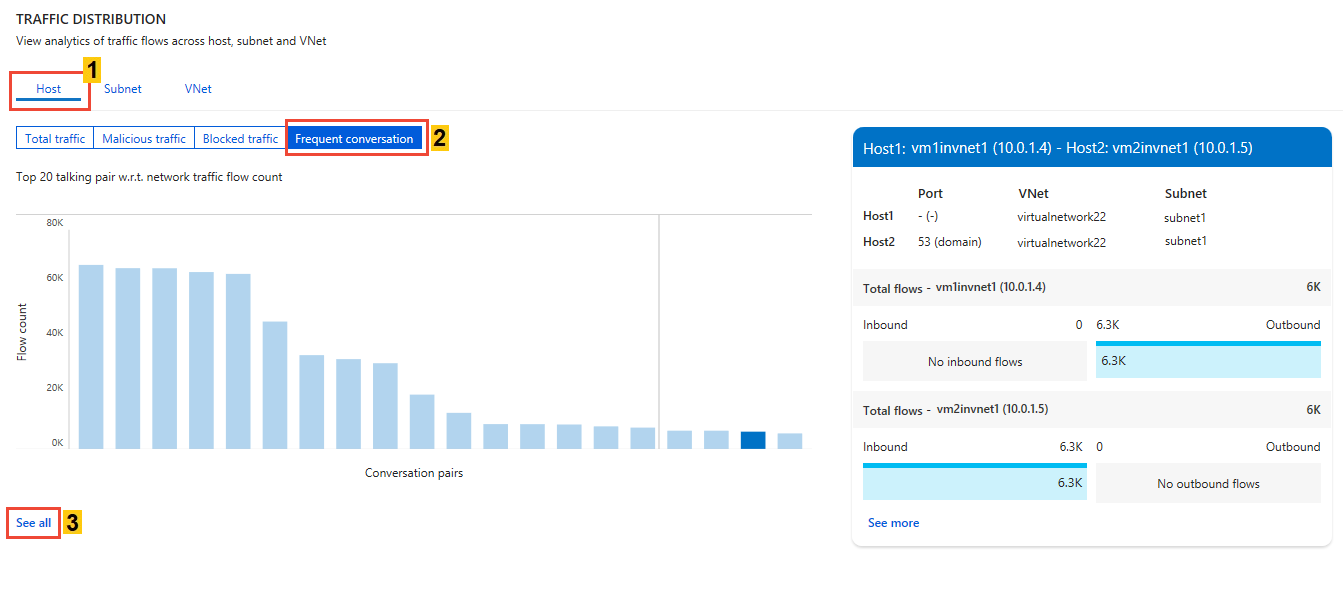 TRAFFIC DISTRIBUTION
View analytics of traffic flows across host, subnet and VNet
1
Host Subnet VNet
Total traffic Malicious traffic Blocked traffic Frequent conversation 2
Top 20 talking pair w.r.t. network traffic flow count
80K
60K
40K
20K
0K
Flow count
Conversation pairs
See all 3
Host1: vm1invnet1 (10.0.1.4) - Host2: vm2invnet1 (10.0.1.5)
Port VNet Subnet
Host1 - (-) virtualnetwork22 subnet1
Host2 53 (domain) virtualnetwork22 subnet1
Total flows - vm1invnet1 (10.0.1.4) 6K
Inbound 0 6.3K Outbound
No inbound flows 6.3K
Total flows - vm2invnet1 (10.0.1.5) 6K
Inbound 6.3K 0 Outbound
6.3K No outbound flows
See more